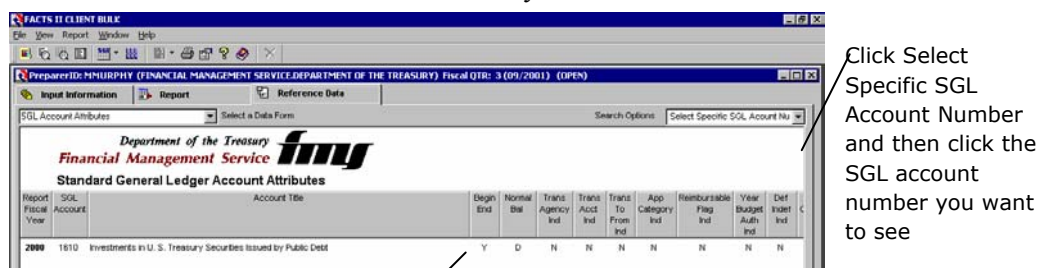 FACTS II CLIENT BULK
File View Report Window Help
PreparerID: MMURPHY (FINANCIAL MANAGEMENT SERVICE.DEPARTMENT OF THE TREASURY) Fiscal QTR: 3 (09/2001) (OPEN)
Input Information Report Reference Data
SGL Account Attributes Select a Data Form Search Options Select Specific SGL Account Nu
Department of the Treasury
Financial Management Service fms
Standard General Ledger Account Attributes
Report SGL Account Title Begin Normal Trans Trans Trans App Reimbursable Year Def
Fiscal Account End Bal Agency Acct To Category Flag Budget Indef C
Year Ind Ind From Ind Ind Auth Ind
Ind Ind
2000 1610 Investments in U. S. Treasury Securities Issued by Public Debt Y D N N N N N N N
Click Select
Specific SGL
Account Number
and then click the
SGL account
number you want
to see